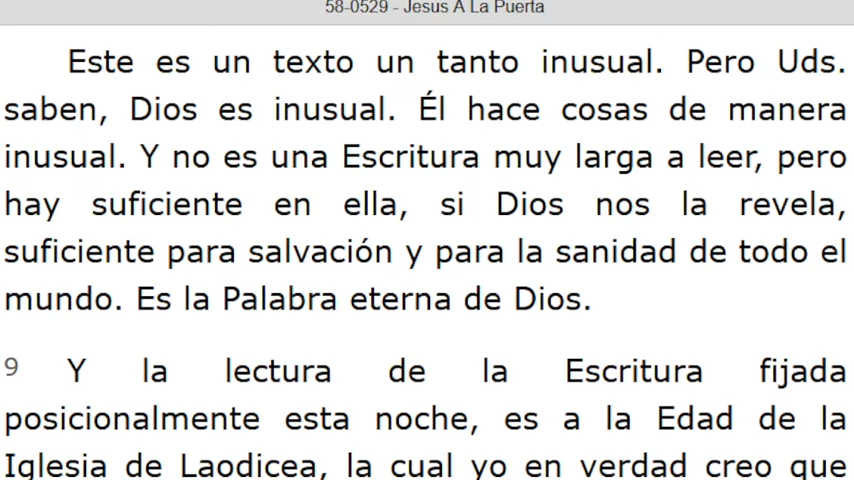 58-0529 - Jesus A La Puerta
Este es un texto un tanto inusual. Pero Uds.
saben, Dios es inusual. Él hace cosas de manera
inusual. Y no es una Escritura muy larga a leer, pero
hay suficiente en ella, si Dios nos la revela,
suficiente para salvación y para la sanidad de todo el
mundo. Es la Palabra eterna de Dios.
9 Y la lectura de la Escritura fijada
posicionalmente esta noche, es a la Edad de la
Iglesia de Laodicea, la cual yo en verdad creo que